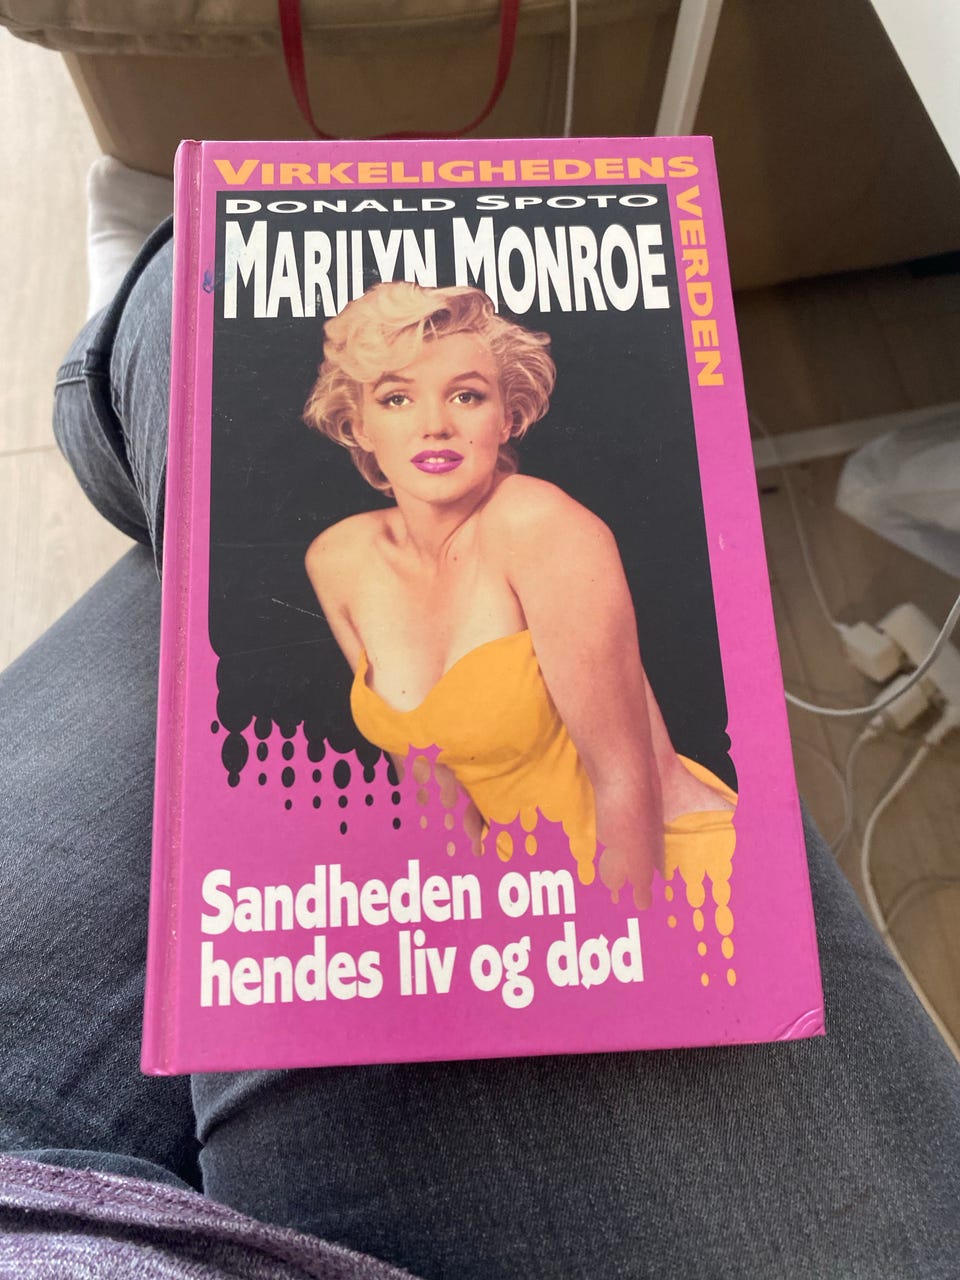 VIRKELIGHEDENS
VERDEN
DONALD SPOTO
MARILYN MONROE
Sandheden om
hendes liv og død